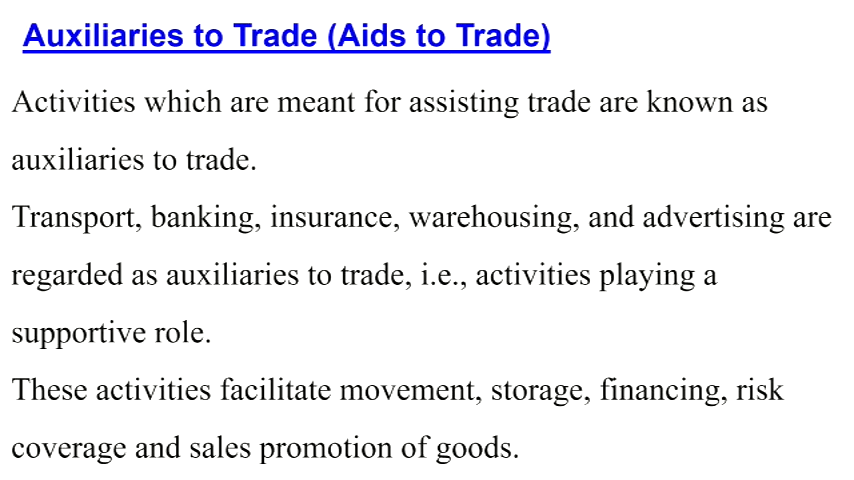 Auxiliaries to Trade (Aids to Trade)
Activities which are meant for assisting trade are known as
auxiliaries to trade.
Transport, banking, insurance, warehousing, and advertising are
regarded as auxiliaries to trade, i.e., activities playing a
supportive role.
These activities facilitate movement, storage, financing, risk
coverage and sales promotion of goods.